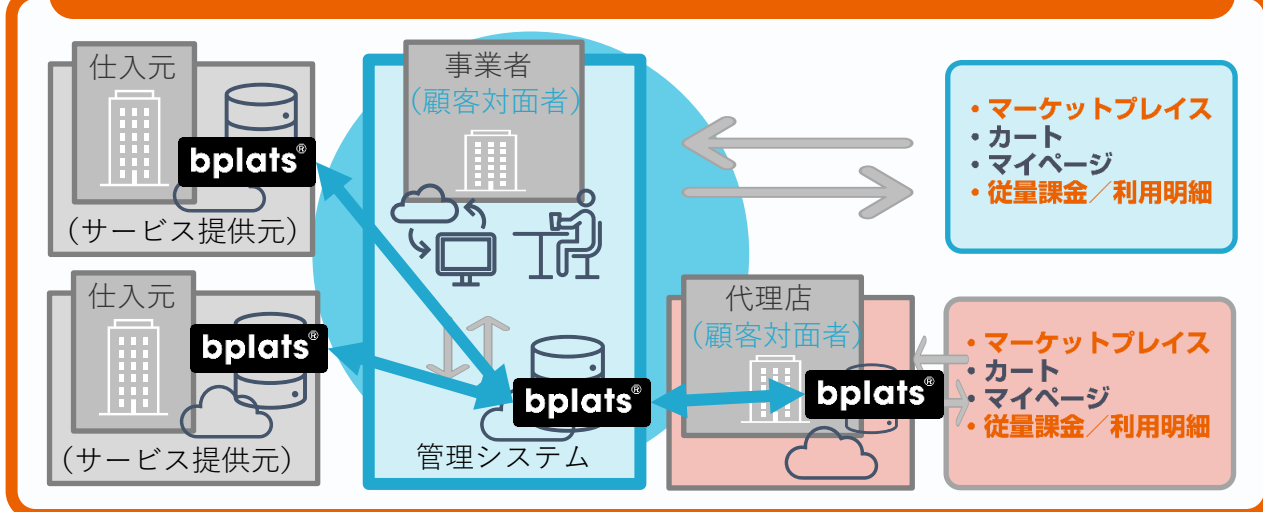 仕入元
bplats®
(サービス提供元)
仕入元
bplats®
(サービス提供元)
事業者
(顧客対面者)
bplats®
管理システム
代理店
(顧客対面者)
bplats®
・マーケットプレイス
・カート
・マイページ
・従量課金／利用明細
・マーケットプレイス
・カート
・マイページ
・従量課金／利用明細